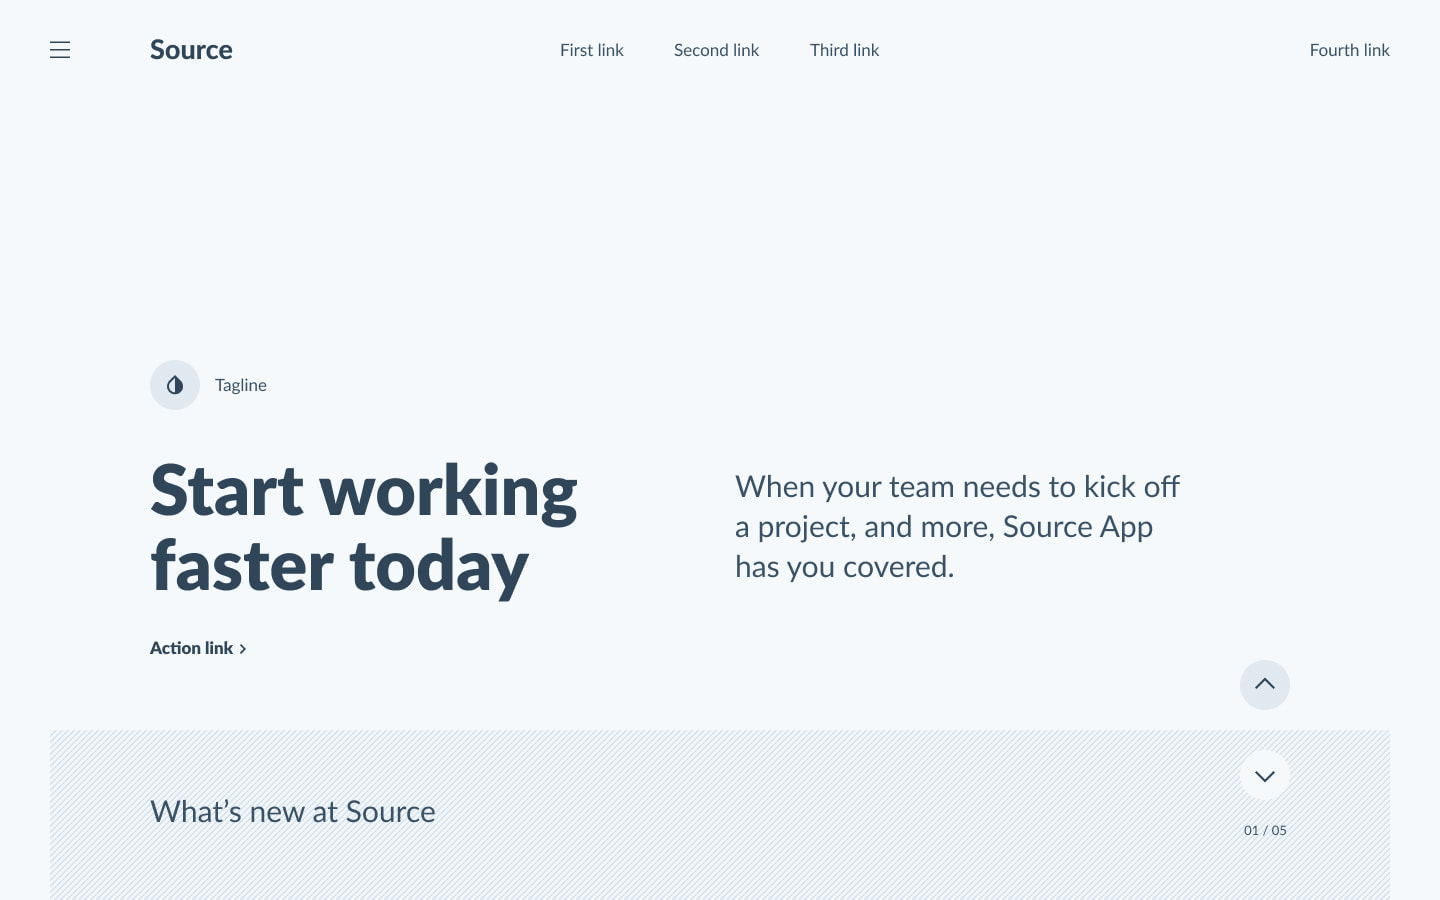 Source
First link
Second link
Third link
Fourth link
Tagline
Start working
faster today
When your team needs to kick off
a project, and more, Source App
has you covered.
Action link
What’s new at Source
01 / 05